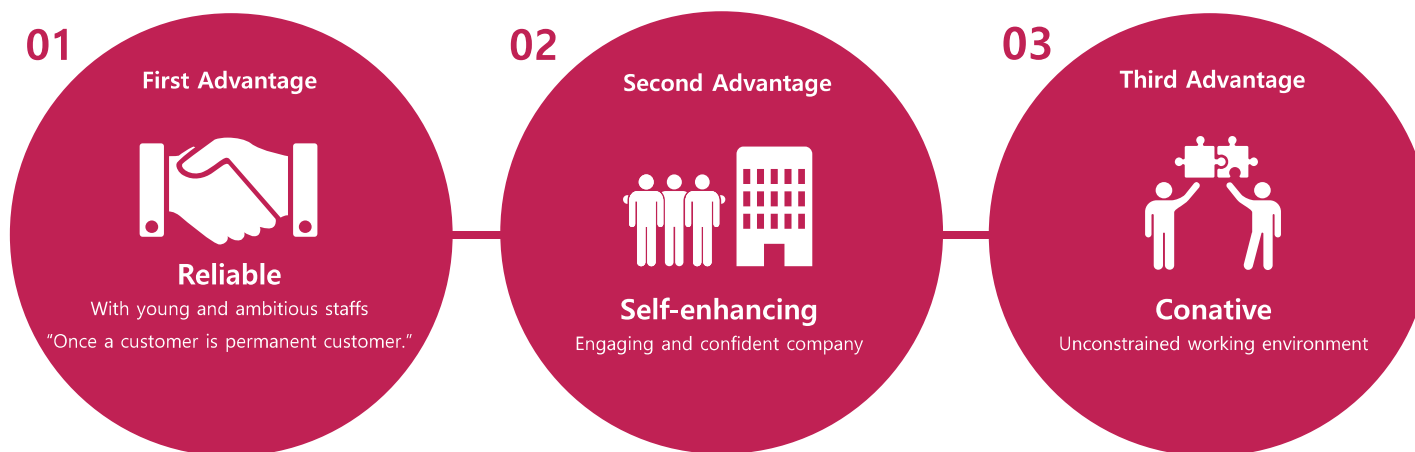 01
First Advantage
Reliable
With young and ambitious staffs
“Once a customer is permanent customer.”
02
Second Advantage
Self-enhancing
Engaging and confident company
03
Third Advantage
Conative
Unconstrained working environment